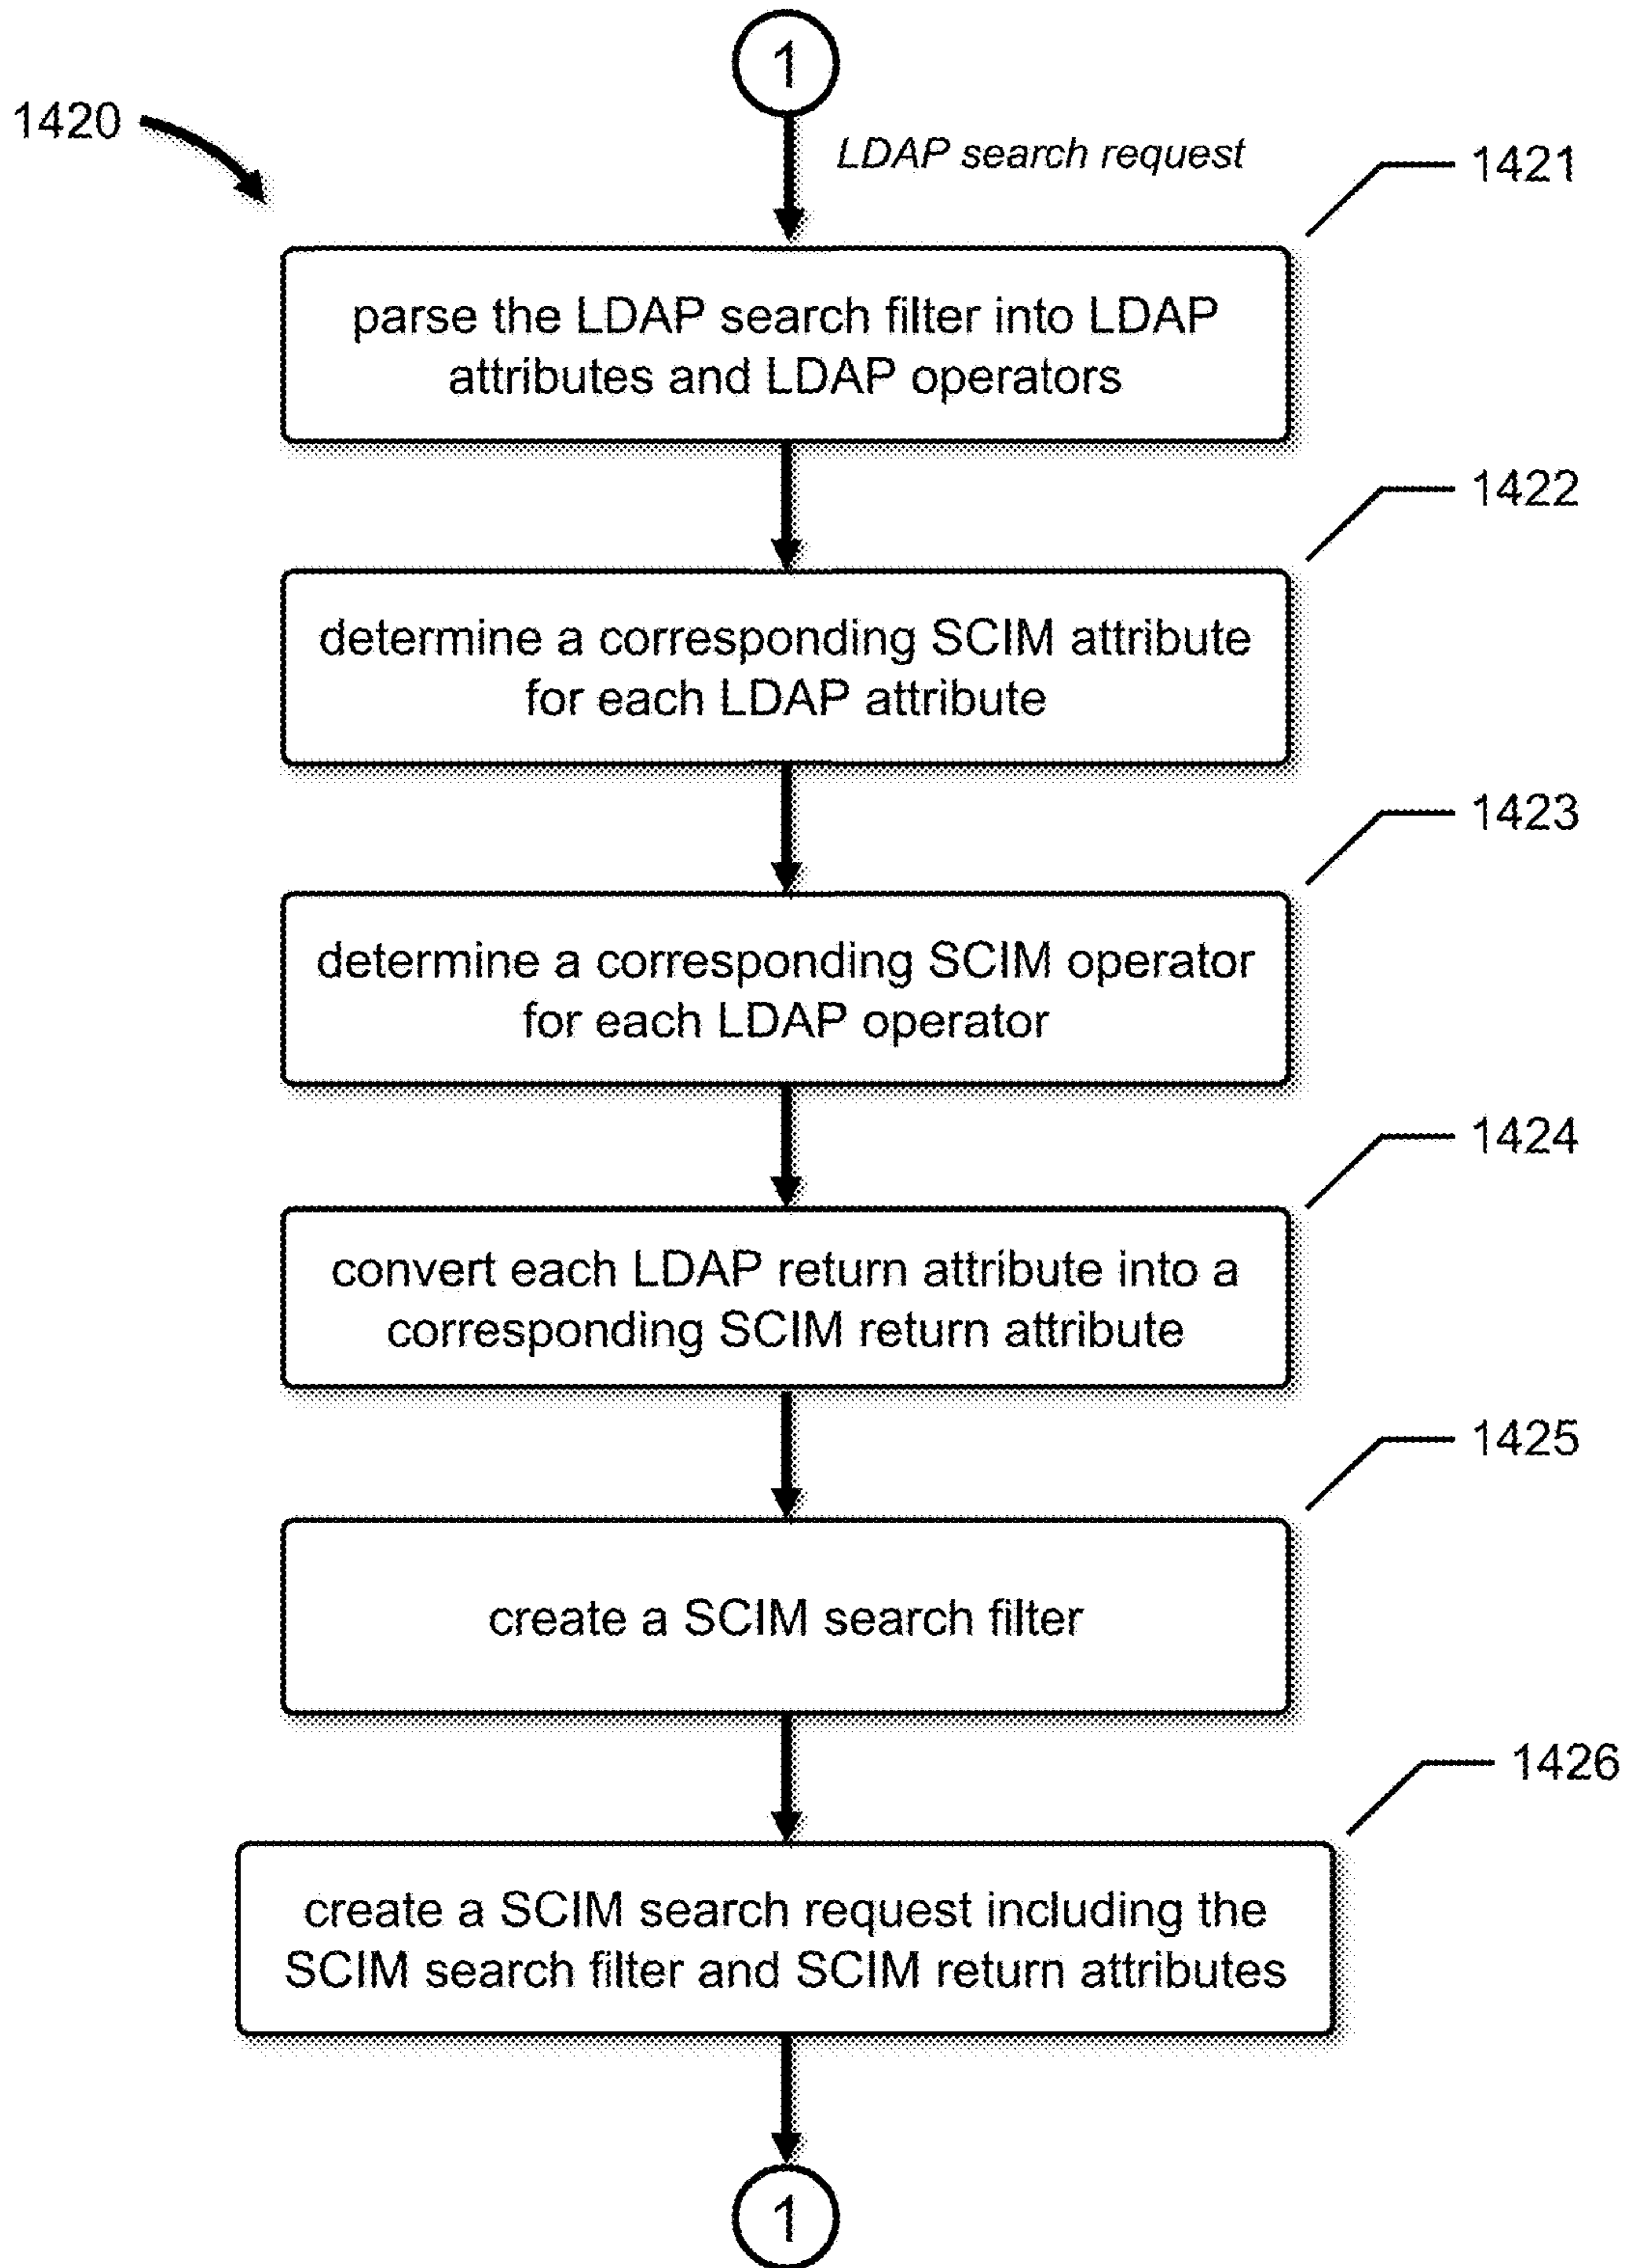 1
1420
LDAP search request
1421
parse the LDAP search filter into LDAP
attributes and LDAP operators
1422
determine a corresponding SCIM attribute
for each LDAP attribute
1423
determine a corresponding SCIM operator
for each LDAP operator
1424
convert each LDAP return attribute into a
corresponding SCIM return attribute
1425
create a SCIM search filter
1426
create a SCIM search request including the
SCIM search filter and SCIM return attributes
1